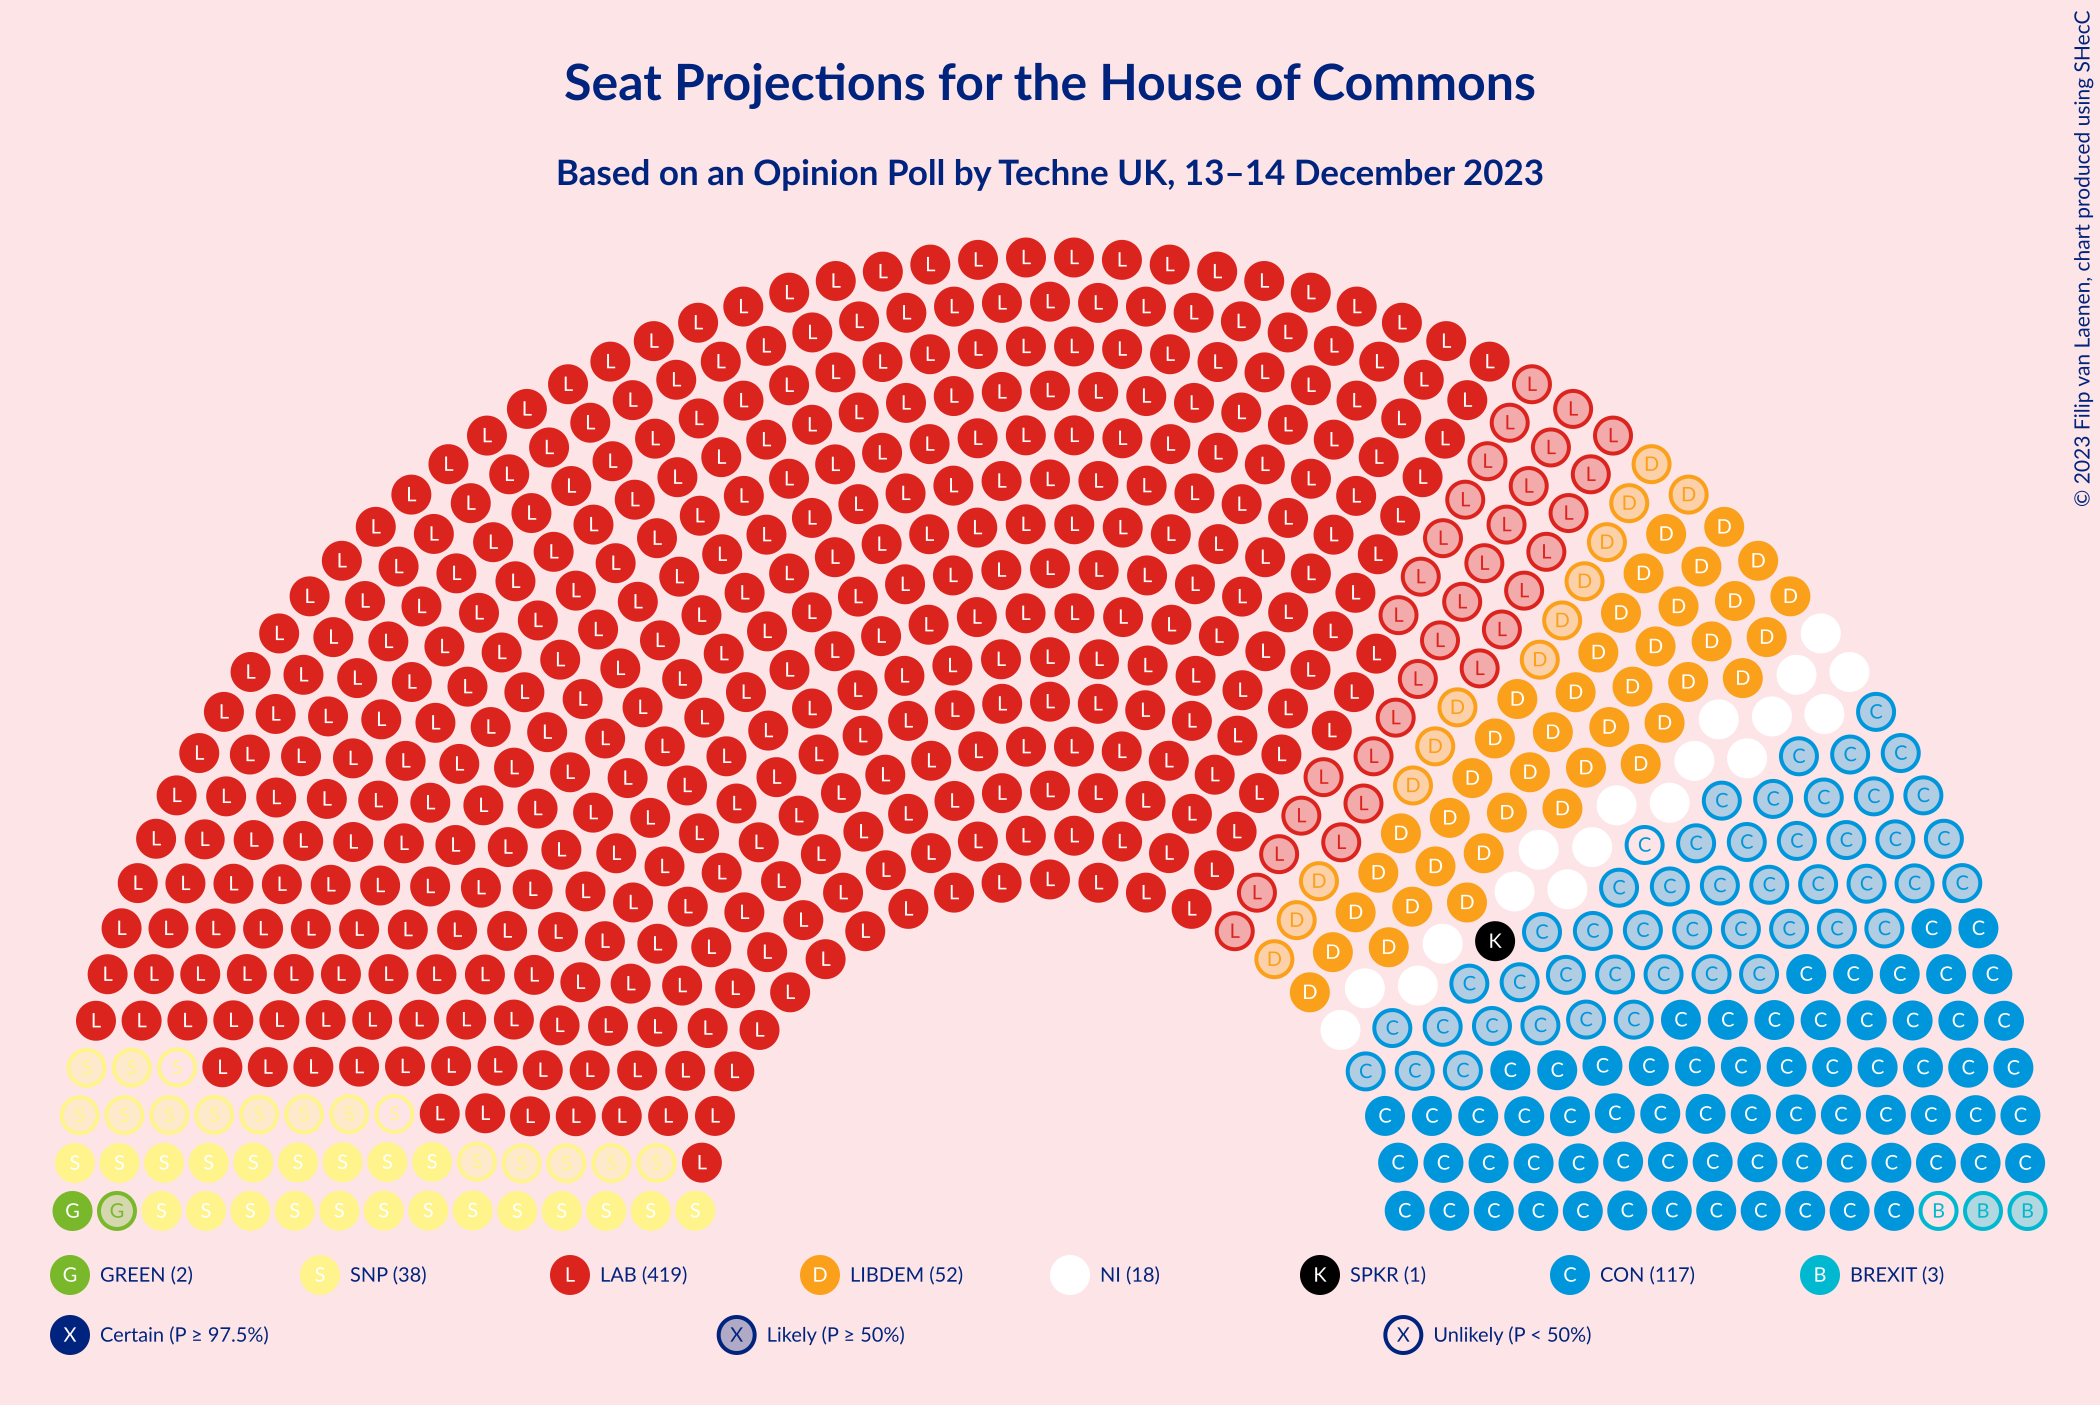 Seat Projections for the House of Commons
Based on an Opinion Poll by Techne UK, 13–14 December 2023
© 2023 Filip van Laenen, chart produced using SHecC
G GREEN (2) S SNP (38) L LAB (419) D LIBDEM (52) NI (18) K SPKR (1) C CON (117) B BREXIT (3)
X Certain (P ≥ 97.5%) X Likely (P ≥ 50%) X Unlikely (P < 50%)